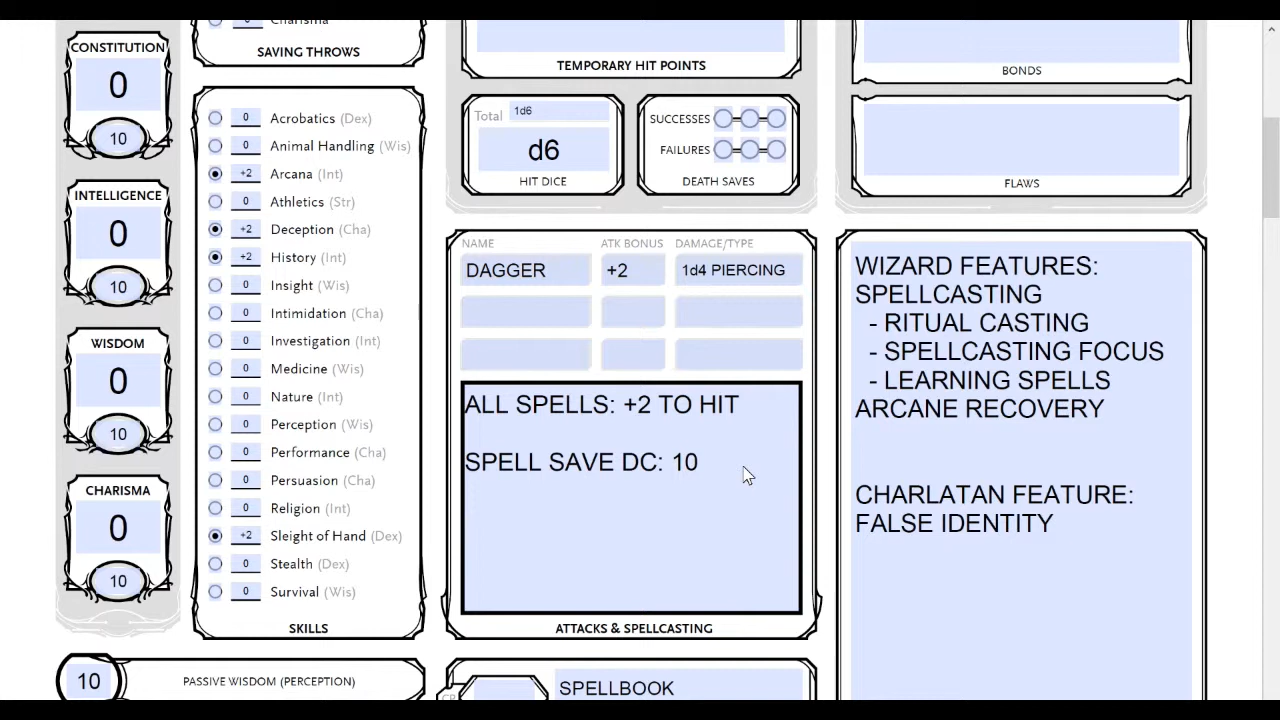 CONSTITUTION
0
10
INTELLIGENCE
0
10
WISDOM
0
10
CHARISMA
0
10
0 Charisma
SAVING THROWS
0 Acrobatics (Dex)
0 Animal Handling (Wis)
+2 Arcana (Int)
0 Athletics (Str)
+2 Deception (Cha)
+2 History (Int)
0 Insight (Wis)
0 Intimidation (Cha)
0 Investigation (Int)
0 Medicine (Wis)
0 Nature (Int)
0 Perception (Wis)
0 Performance (Cha)
0 Persuasion (Cha)
0 Religion (Int)
+2 Sleight of Hand (Dex)
0 Stealth (Dex)
0 Survival (Wis)
SKILLS
10 PASSIVE WISDOM (PERCEPTION)
TEMPORARY HIT POINTS
Total 1d6
d6
HIT DICE
SUCCESSES
FAILURES
DEATH SAVES
NAME ATK BONUS DAMAGE/TYPE
DAGGER +2 1d4 PIERCING
ALL SPELLS: +2 TO HIT
SPELL SAVE DC: 10
ATTACKS & SPELLCASTING
CP
SPELLBOOK
BONDS
FLAWS
WIZARD FEATURES:
SPELLCASTING
- RITUAL CASTING
- SPELLCASTING FOCUS
- LEARNING SPELLS
ARCANE RECOVERY
CHARLATAN FEATURE:
FALSE IDENTITY